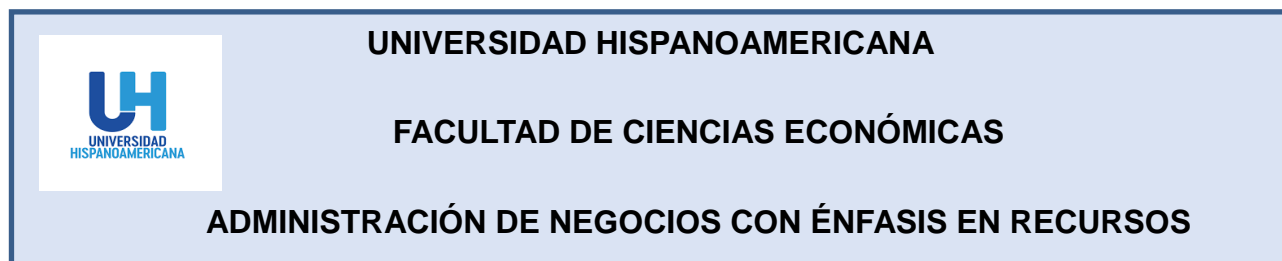 UNIVERSIDAD HISPANOAMERICANA
UH
UNIVERSIDAD
HISPANOAMERICANA
FACULTAD DE CIENCIAS ECONÓMICAS
ADMINISTRACIÓN DE NEGOCIOS CON ÉNFASIS EN RECURSOS